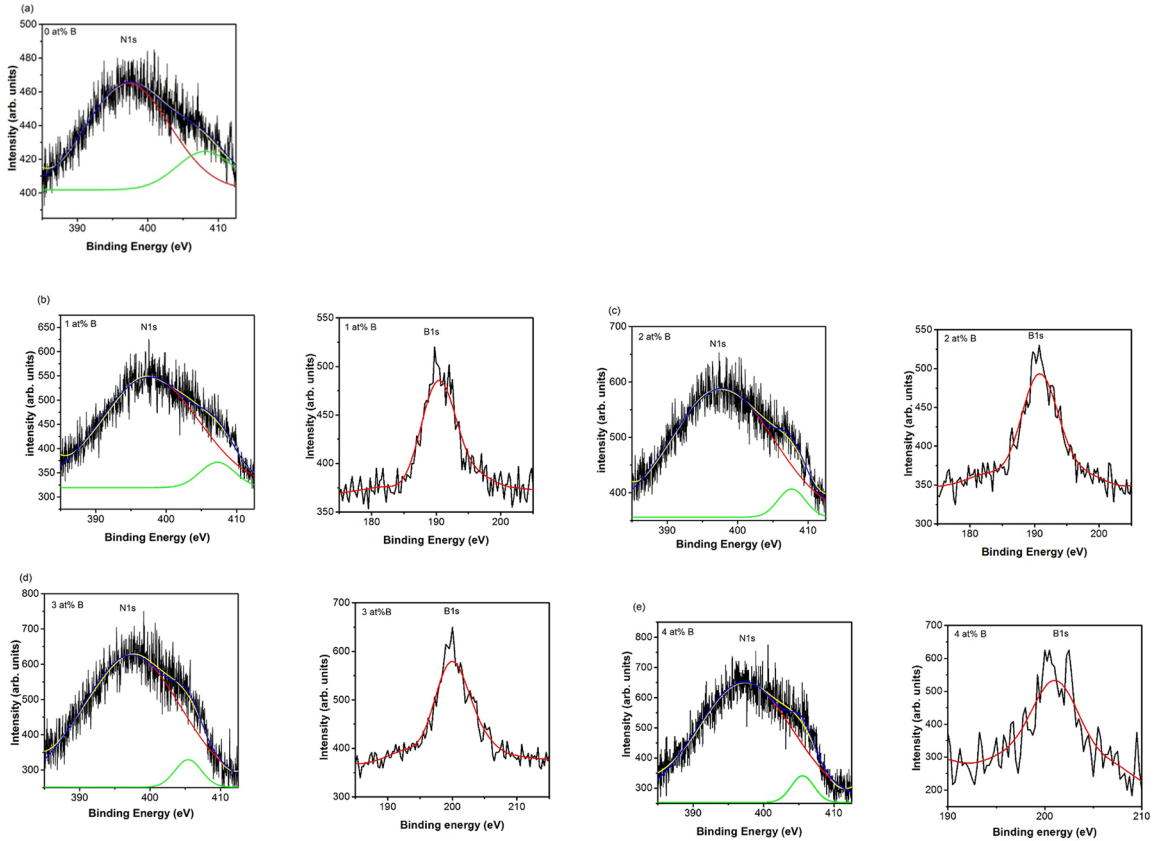 (a)
0 at% B
N1s
500
480
460
440
420
400
Intensity (arb. units)
390 400 410
Binding Energy (eV)
(b)
1 at% B
N1s
675
650
600
550
500
450
400
350
300
intensity (arb. units)
390 400 410
Binding Energy (eV)
1 at% B
B1s
550
500
450
400
350
Intensity (arb. units)
180 190 200
Binding Energy (eV)
(c)
2 at% B
N1s
700
600
500
400
intensity (arb. units)
390 400 410
Binding Energy (eV)
2 at% B
B1s
550
500
450
400
350
300
Intensity (arb. units)
180 190 200
Binding Energy (eV)
(d)
3 at% B
N1s
800
700
600
500
400
300
Intensity (arb. units)
390 400 410
Binding Energy (eV)
3 at%B
B1s
700
600
500
400
300
Intensity (arb. units)
190 200 210
Binding energy (eV)
(e)
4 at% B
N1s
800
700
600
500
400
300
Intensity (arb. units)
390 400 410
Binding energy (eV)
4 at% B
B1s
700
600
500
400
300
200
Intensity (arb. units)
190 200 210
Binding energy (eV)